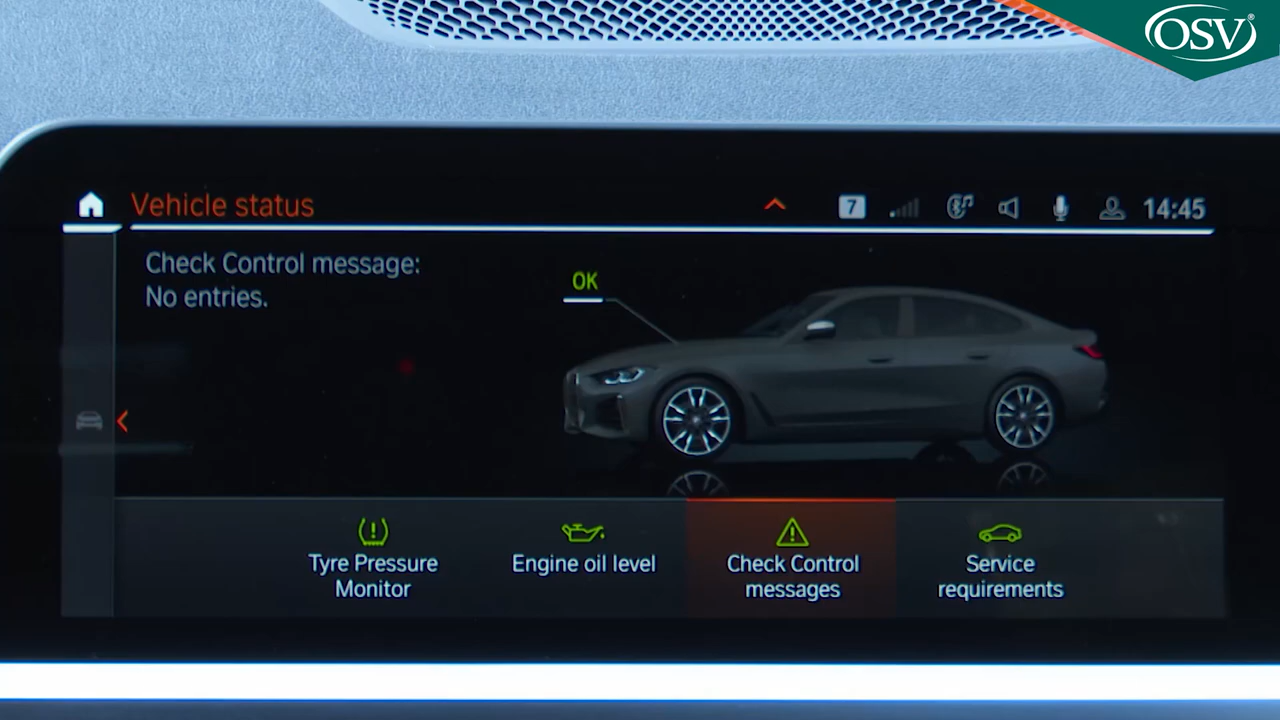 OSV®
Vehicle status
7
14:45
Check Control message:
No entries.
OK
Tyre Pressure
Monitor
Engine oil level
Check Control
messages
Service
requirements